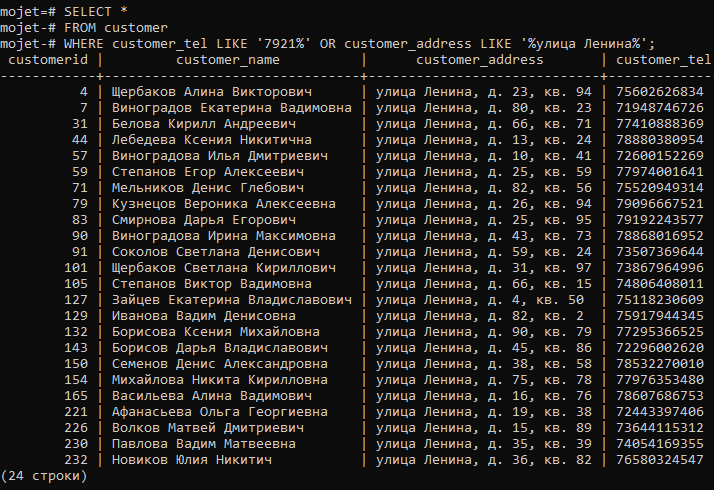 mojet=# SELECT *
mojet-# FROM customer
mojet-# WHERE customer_tel LIKE '7921%' OR customer_address LIKE '%улица Ленина%';
customerid | customer_name | customer_address | customer_tel
-----------+--------------------------------+----------------------------+--------------
4 | Щербаков Алина Викторович | улица Ленина, д. 23, кв. 94 | 75602626834
7 | Виноградов Екатерина Вадимовна | улица Ленина, д. 80, кв. 23 | 71948746726
31 | Белова Кирилл Андреевич | улица Ленина, д. 66, кв. 71 | 77410888369
44 | Лебедева Ксения Никитична | улица Ленина, д. 13, кв. 24 | 78880380954
57 | Виноградова Илья Дмитриевич | улица Ленина, д. 10, кв. 41 | 72600152269
59 | Степанов Егор Алексеевич | улица Ленина, д. 25, кв. 59 | 77974001641
71 | Мельников Денис Глебович | улица Ленина, д. 82, кв. 56 | 75520949314
79 | Кузнецов Вероника Алексеевна | улица Ленина, д. 26, кв. 94 | 79096667521
83 | Смирнова Дарья Егорович | улица Ленина, д. 25, кв. 95 | 79192243577
90 | Виноградова Ирина Максимовна | улица Ленина, д. 43, кв. 73 | 78868016952
91 | Соколов Светлана Денисович | улица Ленина, д. 59, кв. 24 | 73507369644
101 | Щербаков Светлана Кириллович | улица Ленина, д. 31, кв. 97 | 73867964996
105 | Степанов Виктор Вадимовна | улица Ленина, д. 66, кв. 15 | 74806408011
127 | Зайцев Екатерина Владиславович | улица Ленина, д. 4, кв. 50 | 75118230609
129 | Иванова Вадим Денисовна | улица Ленина, д. 82, кв. 2 | 75917944345
132 | Борисова Ксения Михайловна | улица Ленина, д. 90, кв. 79 | 77295366525
143 | Борисов Дарья Владиславович | улица Ленина, д. 45, кв. 86 | 72296002620
150 | Семенов Денис Александровна | улица Ленина, д. 38, кв. 58 | 78532270010
154 | Михайлова Никита Кирилловна | улица Ленина, д. 75, кв. 78 | 77976353480
165 | Васильева Алина Вадимович | улица Ленина, д. 16, кв. 76 | 78607686753
221 | Афанасьева Ольга Георгиевна | улица Ленина, д. 19, кв. 38 | 72443397406
226 | Волков Матвей Дмитриевич | улица Ленина, д. 15, кв. 89 | 73644115312
230 | Павлова Вадим Матвеевна | улица Ленина, д. 35, кв. 39 | 74054169355
232 | Новиков Юлия Никитич | улица Ленина, д. 36, кв. 82 | 76580324547
(24 строки)